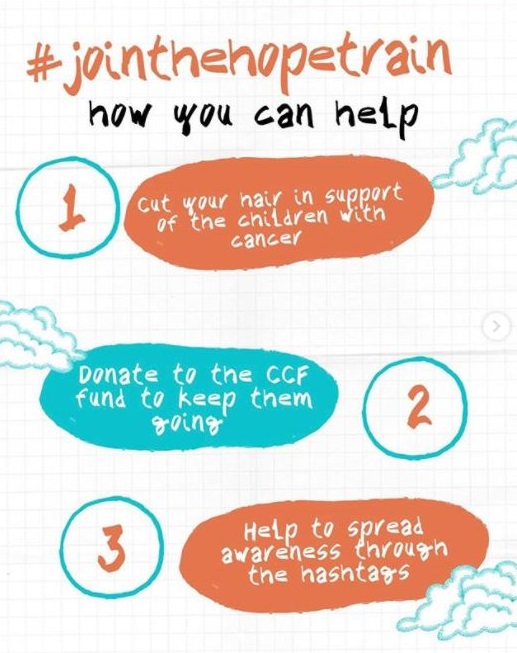 #jointhehopetrain
how you can help
1
Cut your hair in support
of the children with
cancer
Donate to the CCF
fund to keep them
going
2
3
Help to spread
awareness through
the hashtags